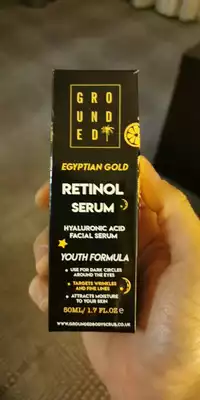 GRO
UND
ED
EGYPTIAN GOLD
RETINOL
SERUM
HYALURONIC ACID
FACIAL SERUM
YOUTH FORMULA
USE FOR DARK CIRCLES
AROUND THE EYES
TARGETS WRINKLES
AND FINE LINES
ATTRACTS MOISTURE
TO YOUR SKIN
50ML/ 1.7 FL.OZ e
WWW.GROUNDEDBODYSCRUB.CO.UK